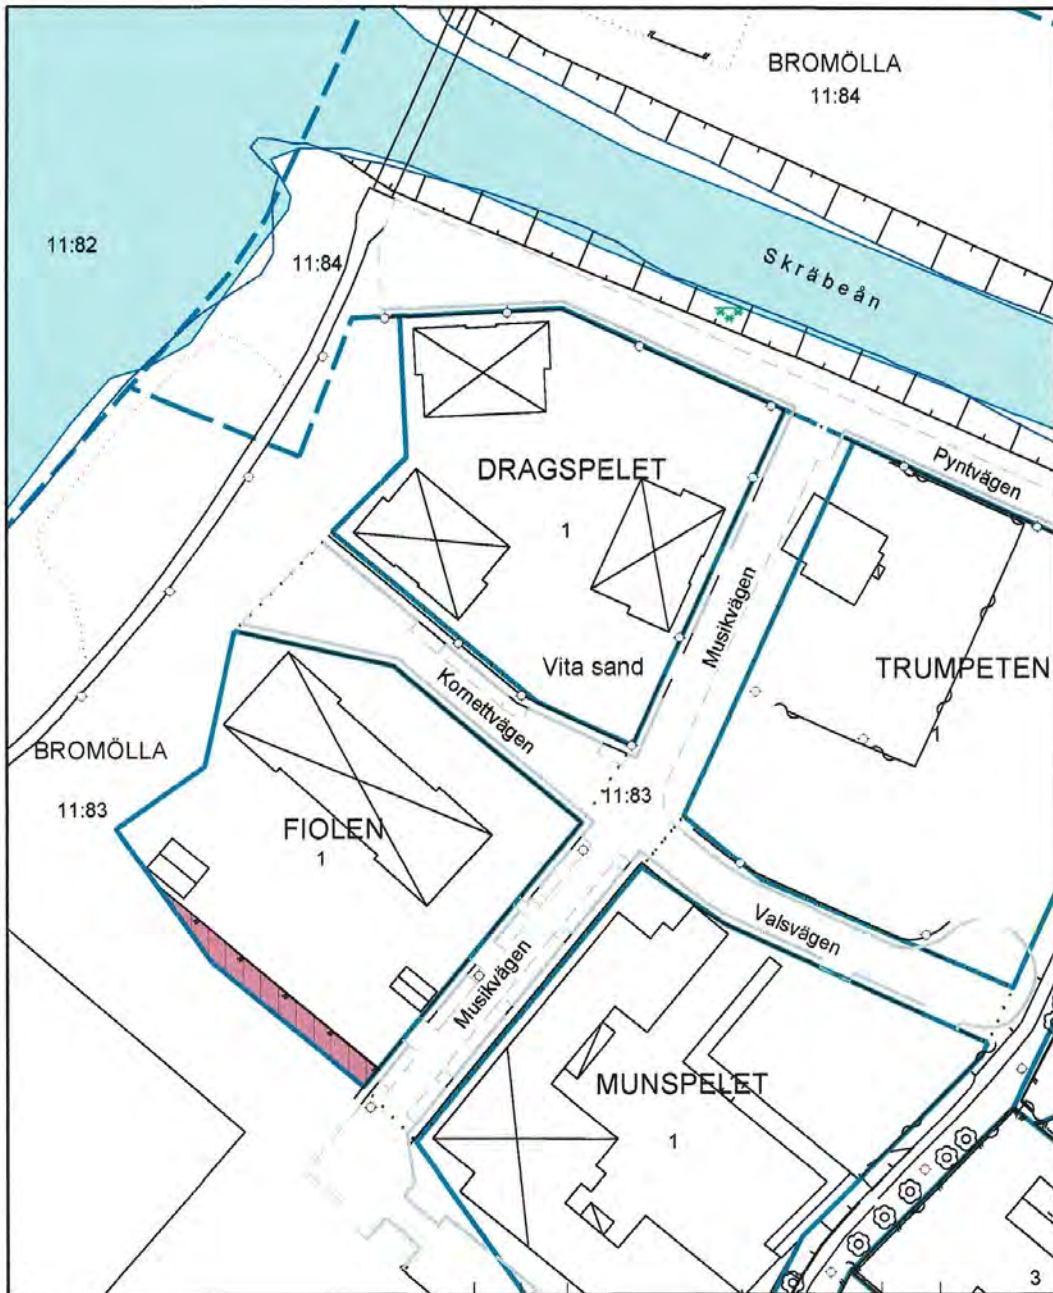 BROMÖLLA
11:84
11:82
11:84
Skräbeån
DRAGSPELET
1
Pyntvägen
Musikvägen
Vita sand
TRUMPETEN
1
Kornettvägen
BROMÖLLA
11:83
11:83
FIOLEN
1
Valsvägen
Musikvägen
MUNSPELET
1
3